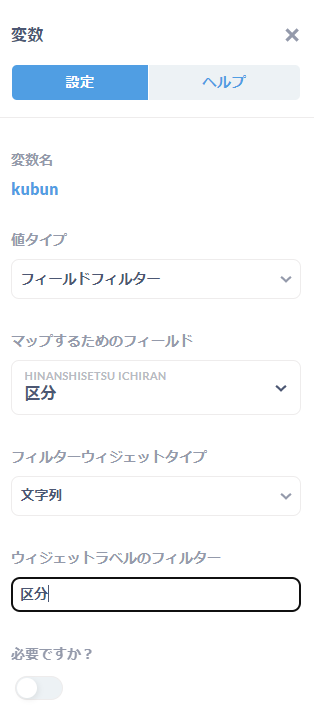 変数
設定
ヘルプ
変数名
kubun
値タイプ
フィールドフィルター
マップするためのフィールド
HINANSHISETSU ICHIRAN
区分
フィルターウィジェットタイプ
文字列
ウィジェットラベルのフィルター
区分
必要ですか？